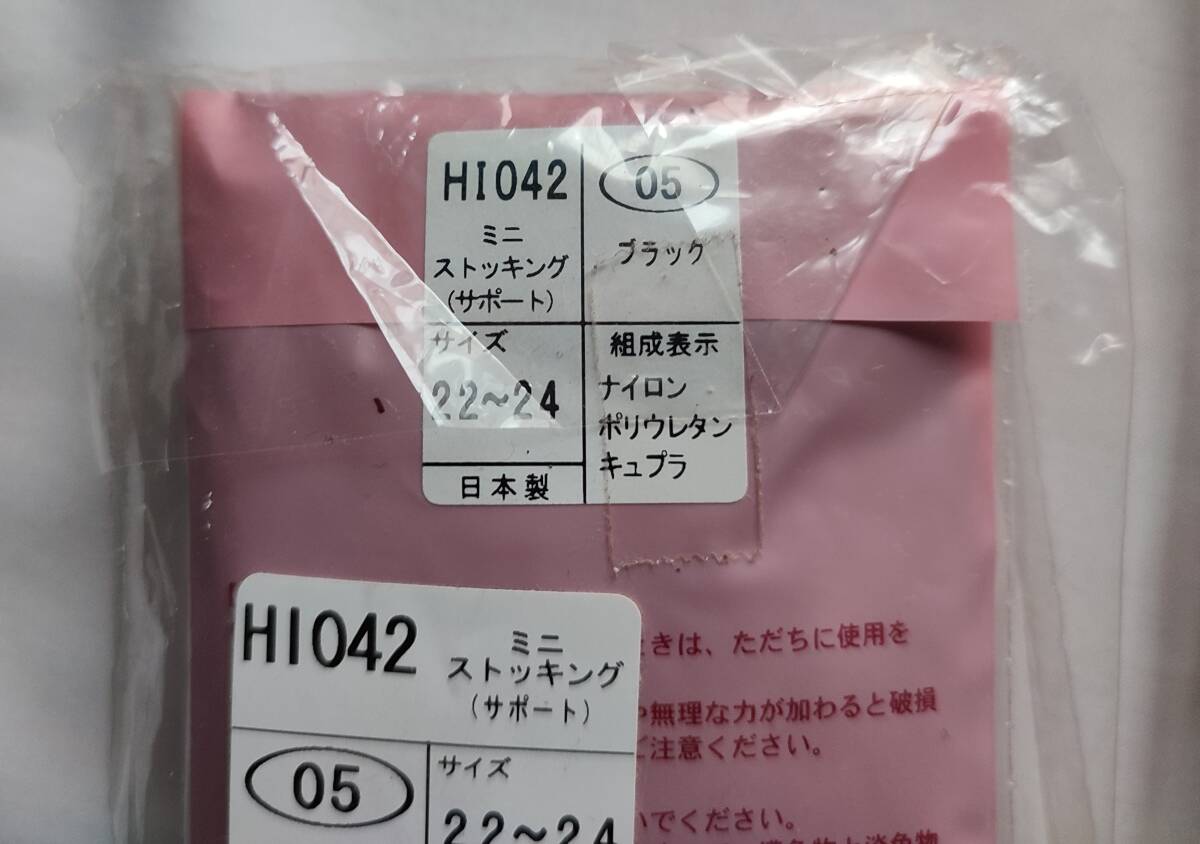 HI042
ミニ
ストッキング
(サポート)
05
ブラック
サイズ
22~24
日本製
組成表示
ナイロン
ポリウレタン
キュプラ
HI042
ミニ
ストッキング
(サポート)
05
サイズ
22~24
きは、ただちに使用を
や無理な力が加わると破損
ご注意ください。
いでください。